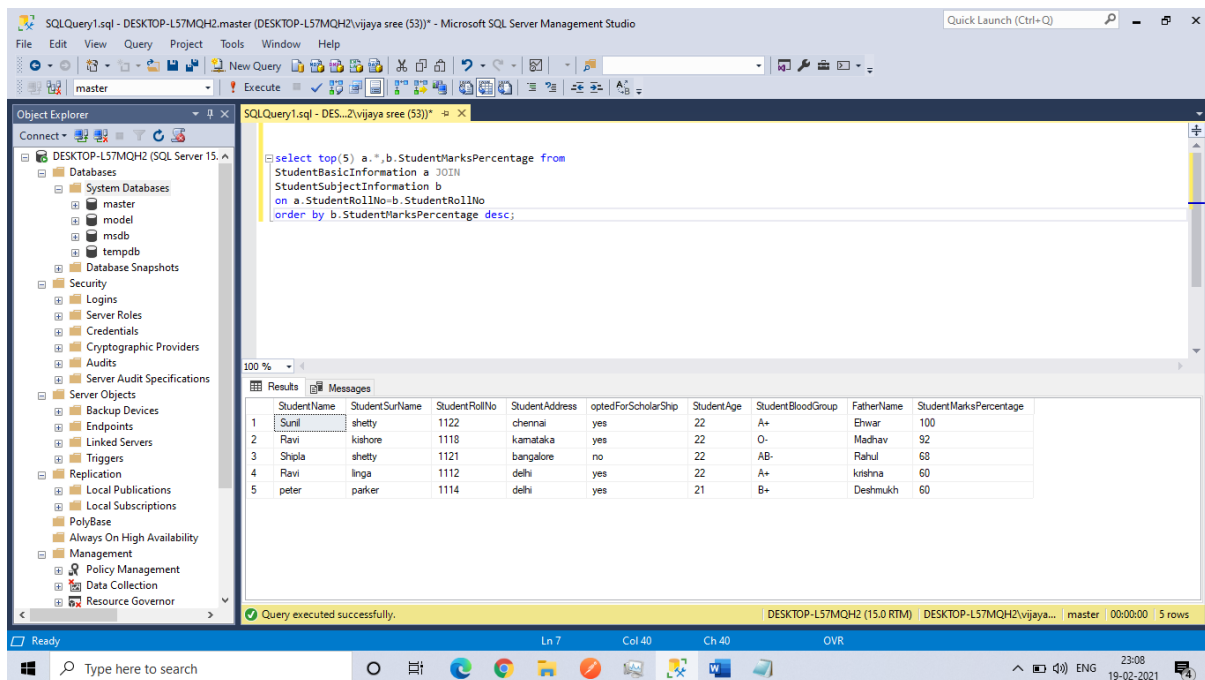 SQLQuery1.sql - DESKTOP-L57MQH2.master (DESKTOP-L57MQH2\vijaya sree (53))* - Microsoft SQL Server Management Studio
Quick Launch (Ctrl+Q)
File Edit View Query Project Tools Window Help
New Query
master
Execute
Object Explorer
SQLQuery1.sql - DES...2\vijaya sree (53))*
Connect
DESKTOP-L57MQH2 (SQL Server 15.
Databases
System Databases
master
model
msdb
tempdb
Database Snapshots
Security
Logins
Server Roles
Credentials
Cryptographic Providers
Audits
Server Audit Specifications
Server Objects
Backup Devices
Endpoints
Linked Servers
Triggers
Replication
Local Publications
Local Subscriptions
PolyBase
Always On High Availability
Management
Policy Management
Data Collection
Resource Governor
select top(5) a.*,b.StudentMarksPercentage from
StudentBasicInformation a JOIN
StudentSubjectInformation b
on a.StudentRollNo=b.StudentRollNo
order by b.StudentMarksPercentage desc;
100 %
Results Messages
StudentName StudentSurName StudentRollNo StudentAddress optedForScholarShip StudentAge StudentBloodGroup FatherName StudentMarksPercentage
1 Sunil shetty 1122 chennai yes 22 A+ Ehwar 100
2 Ravi kishore 1118 karnataka yes 22 O- Madhav 92
3 Shipla shetty 1121 bangalore no 22 AB- Rahul 68
4 Ravi linga 1112 delhi yes 22 A+ krishna 60
5 peter parker 1114 delhi yes 21 B+ Deshmukh 60
Query executed successfully.
DESKTOP-L57MQH2 (15.0 RTM) DESKTOP-L57MQH2\vijaya... master 00:00:00 5 rows
Ready Ln 7 Col 40 Ch 40 OVR
Type here to search
ENG
23:08
19-02-2021
4